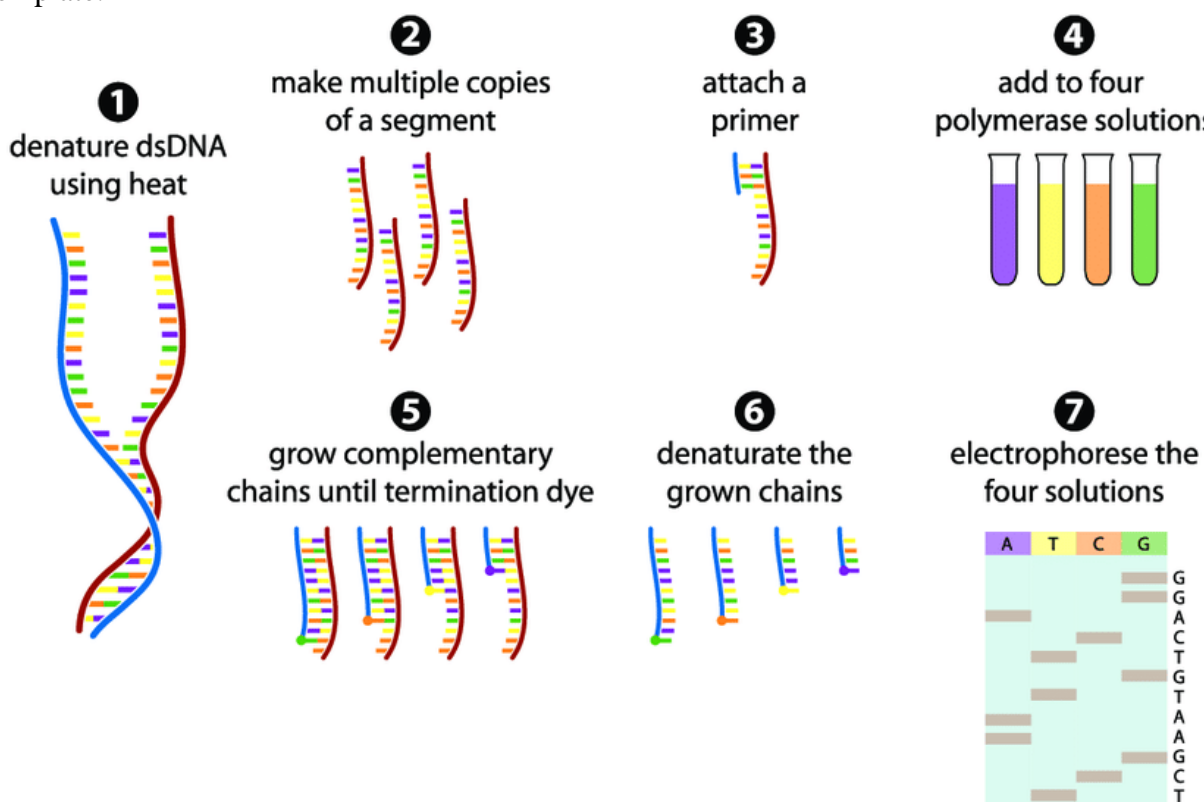 1
denature dsDNA
using heat
2
make multiple copies
of a segment
3
attach a
primer
4
add to four
polymerase solutions
5
grow complementary
chains until termination dye
6
denaturate the
grown chains
7
electrophorese the
four solutions
A T C G
G
G
A
C
T
G
T
A
A
G
C
T